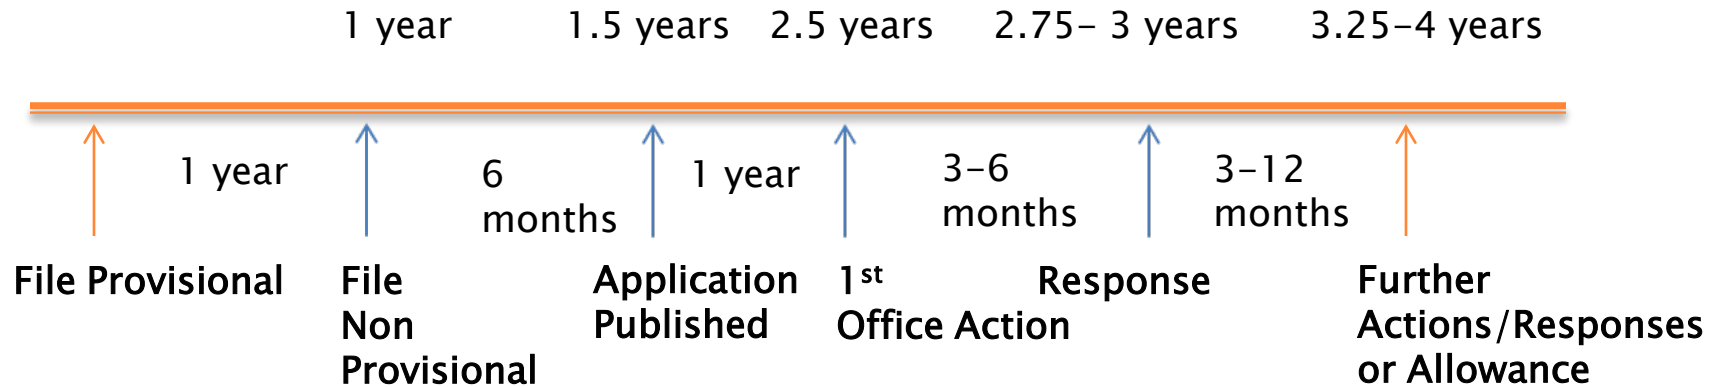 1 year
1.5 years
2.5 years
2.75- 3 years
3.25-4 years
1 year
6
months
1 year
3-6
months
3-12
months
File Provisional
File
Non
Provisional
Application
Published
1st
Office Action
Response
Further
Actions/Responses
or Allowance